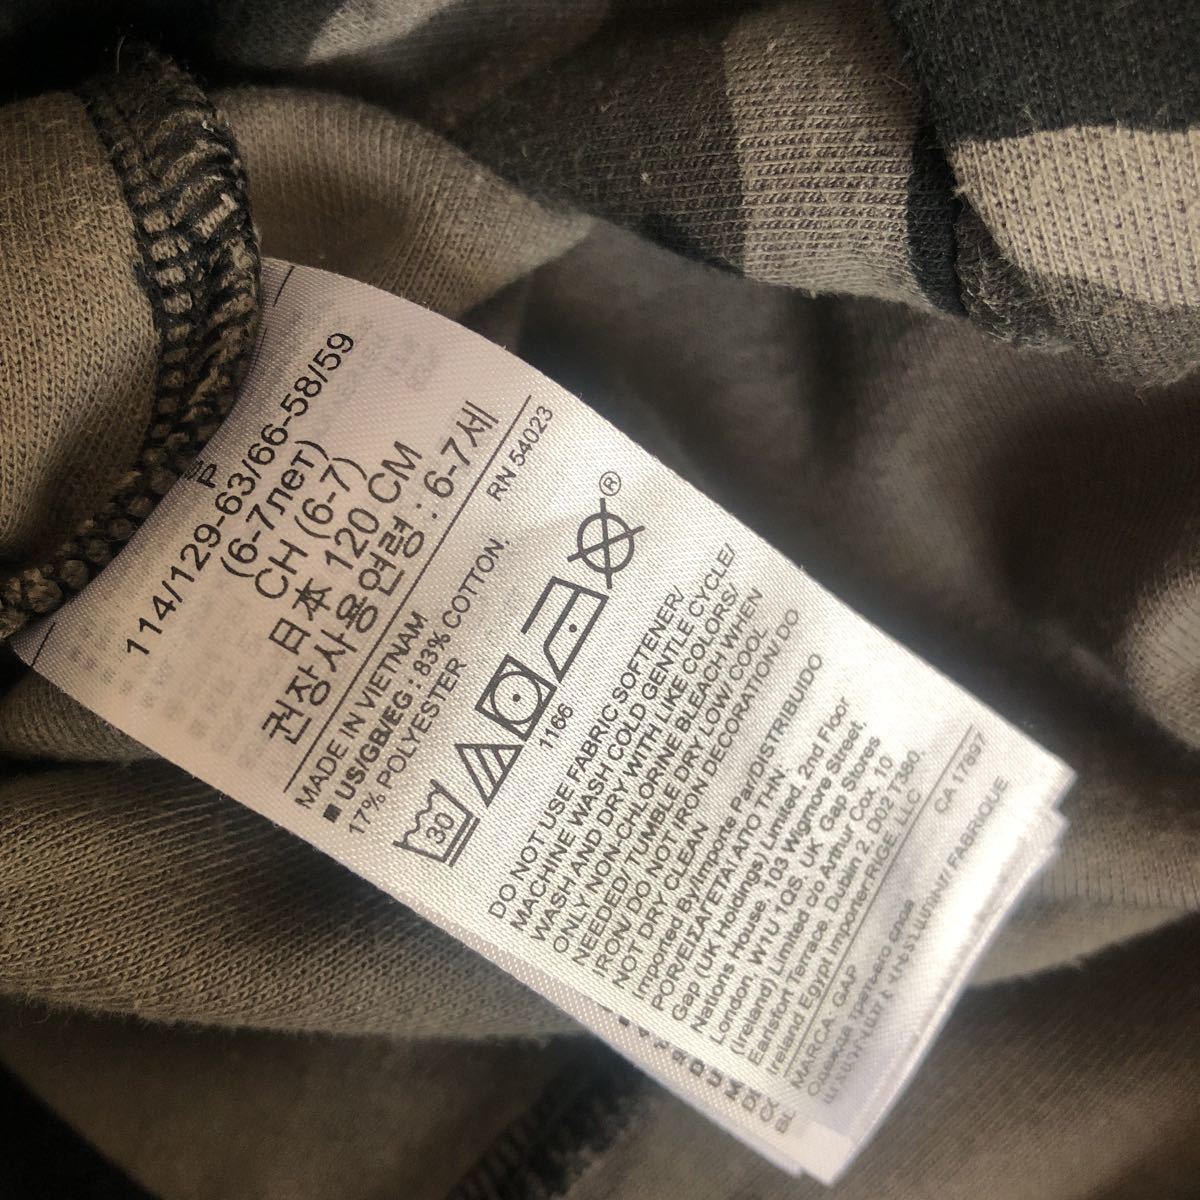 P
114/129-63/66-58/59
(6-7лет)
CH (6-7)
日本 120 CM
권장사용연령 : 6-7세
RN 54023
MADE IN VIETNAM
■ US/GB/EG : 83% COTTON,
17% POLYESTER
30
®
1166
DO NOT USE FABRIC SOFTENER/
MACHINE WASH COLD GENTLE CYCLE/
WASH AND DRY WITH LIKE COLORS/
ONLY NON-CHLORINE BLEACH WHEN
NEEDED/ TUMBLE DRY LOW/ COOL
IRON/ DO NOT IRON DECORATION/ DO
NOT DRY CLEAN
Imported By/Importe Par/DISTRIBUIDO
POR/ΕΙΣΑΓΕΤΑΙ ΑΠΟ ΤΗΝ.
Gap (UK Holdings) Limited, 2nd Floor
Nations House, 103 Wigmore Street,
London, W1U 1QS. UK Gap Stores
(Ireland) Limited c/o Arthur Cox, 10
Earlsfort Terrace, Dublin 2, D02 T380,
Ireland Egypt Importer:RIGE, LLC
MARCA: GAP
CA 17897
FABRIQUE